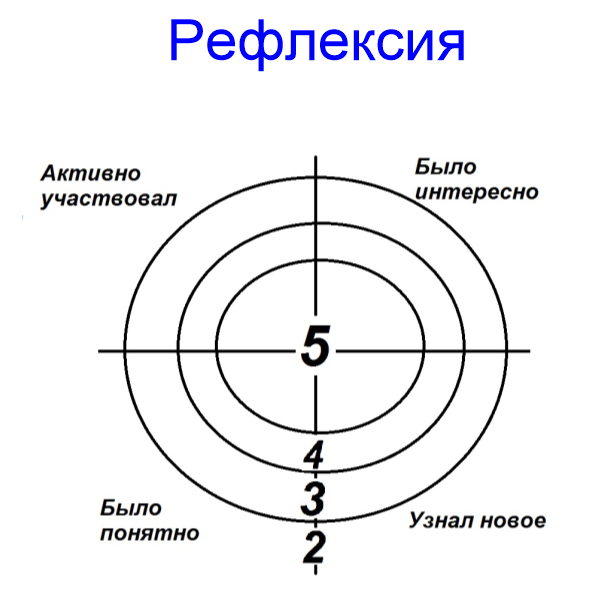 Рефлексия
Активно
участвовал
Было
интересно
5
4
3
2
Было
понятно
Узнал новое